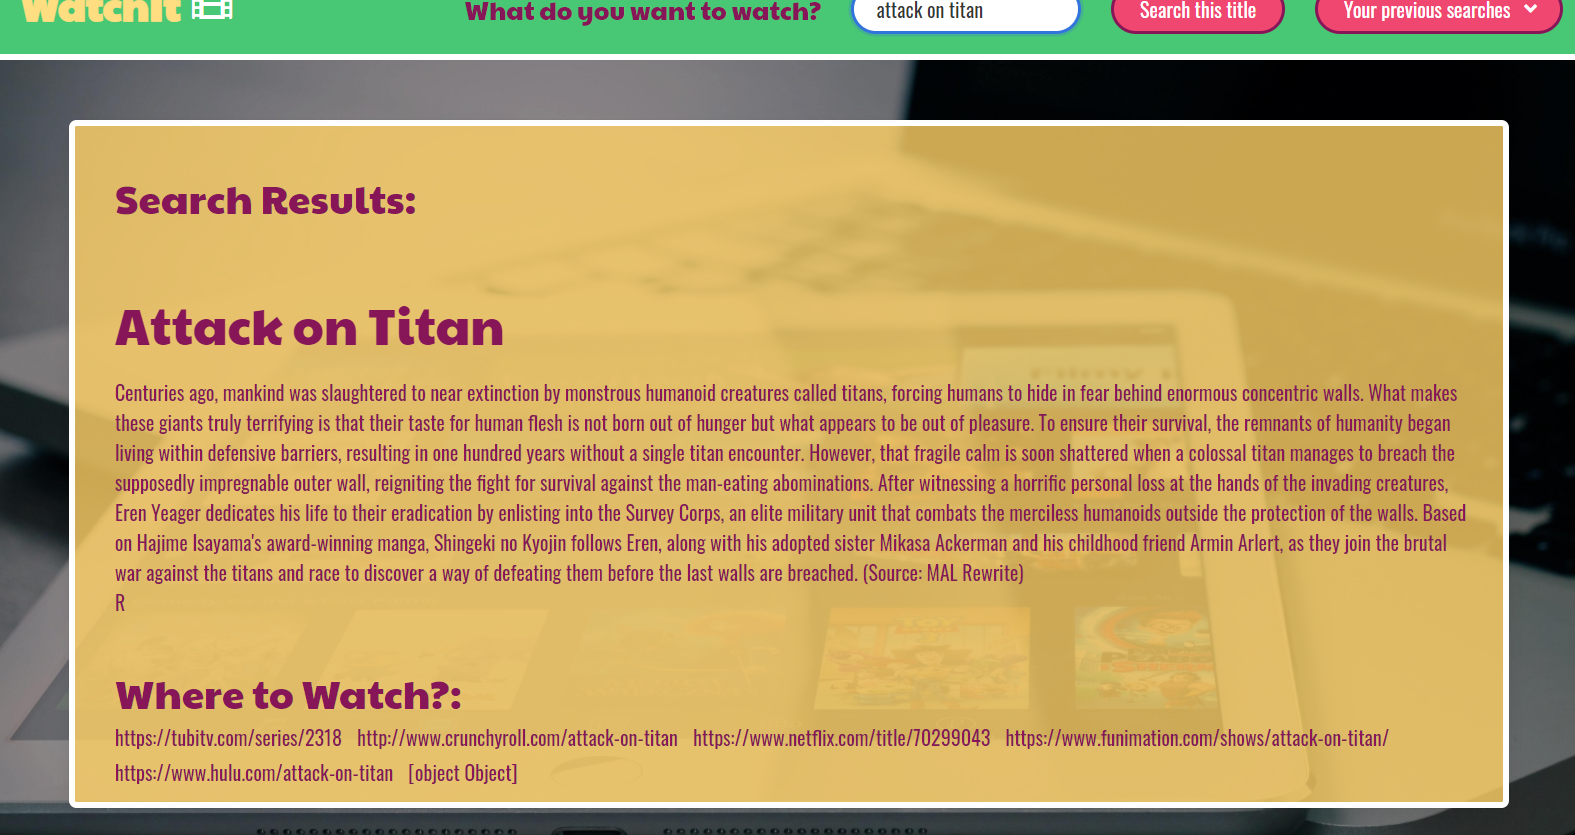 WatchIt
What do you want to watch?
attack on titan
Search this title
Your previous searches
Search Results:
Attack on Titan
Centuries ago, mankind was slaughtered to near extinction by monstrous humanoid creatures called titans, forcing humans to hide in fear behind enormous concentric walls. What makes
these giants truly terrifying is that their taste for human flesh is not born out of hunger but what appears to be out of pleasure. To ensure their survival, the remnants of humanity began
living within defensive barriers, resulting in one hundred years without a single titan encounter. However, that fragile calm is soon shattered when a colossal titan manages to breach the
supposedly impregnable outer wall, reigniting the fight for survival against the man-eating abominations. After witnessing a horrific personal loss at the hands of the invading creatures,
Eren Yeager dedicates his life to their eradication by enlisting into the Survey Corps, an elite military unit that combats the merciless humanoids outside the protection of the walls. Based
on Hajime Isayama's award-winning manga, Shingeki no Kyojin follows Eren, along with his adopted sister Mikasa Ackerman and his childhood friend Armin Arlert, as they join the brutal
war against the titans and race to discover a way of defeating them before the last walls are breached. (Source: MAL Rewrite)
R
Where to Watch?:
https://tubitv.com/series/2318 http://www.crunchyroll.com/attack-on-titan https://www.netflix.com/title/70299043 https://www.funimation.com/shows/attack-on-titan/
https://www.hulu.com/attack-on-titan [object Object]